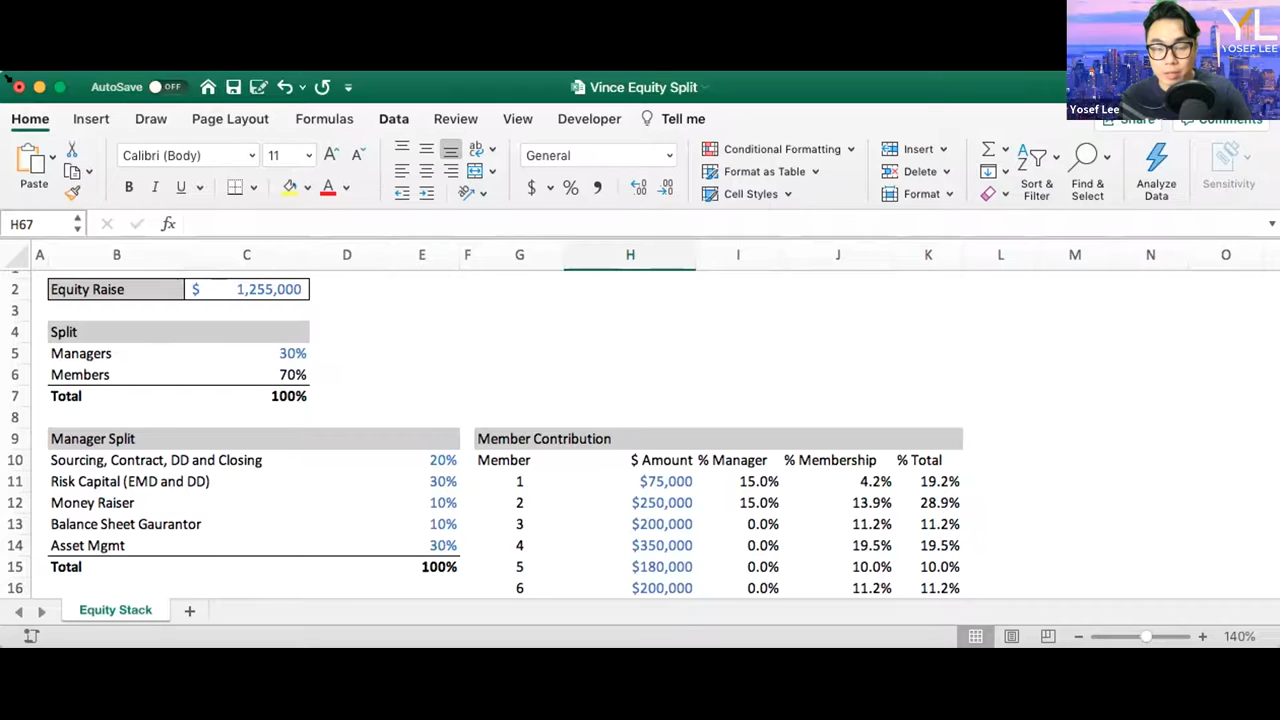 YL
YOSEF LEE
Yosef Lee
AutoSave OFF
Vince Equity Split
Home Insert Draw Page Layout Formulas Data Review View Developer Tell me Share Comments
Paste
Calibri (Body) 11
B I U
General
$ %
Conditional Formatting
Format as Table
Cell Styles
Insert
Delete
Format
Sort & Filter
Find & Select
Analyze Data
Sensitivity
H67 fx
A B C D E F G H I J K L M N O
2 Equity Raise $ 1,255,000
3
4 Split
5 Managers 30%
6 Members 70%
7 Total 100%
8
9 Manager Split Member Contribution
10 Sourcing, Contract, DD and Closing 20% Member $ Amount % Manager % Membership % Total
11 Risk Capital (EMD and DD) 30% 1 $75,000 15.0% 4.2% 19.2%
12 Money Raiser 10% 2 $250,000 15.0% 13.9% 28.9%
13 Balance Sheet Gaurantor 10% 3 $200,000 0.0% 11.2% 11.2%
14 Asset Mgmt 30% 4 $350,000 0.0% 19.5% 19.5%
15 Total 100% 5 $180,000 0.0% 10.0% 10.0%
16 6 $200,000 0.0% 11.2% 11.2%
Equity Stack
140%